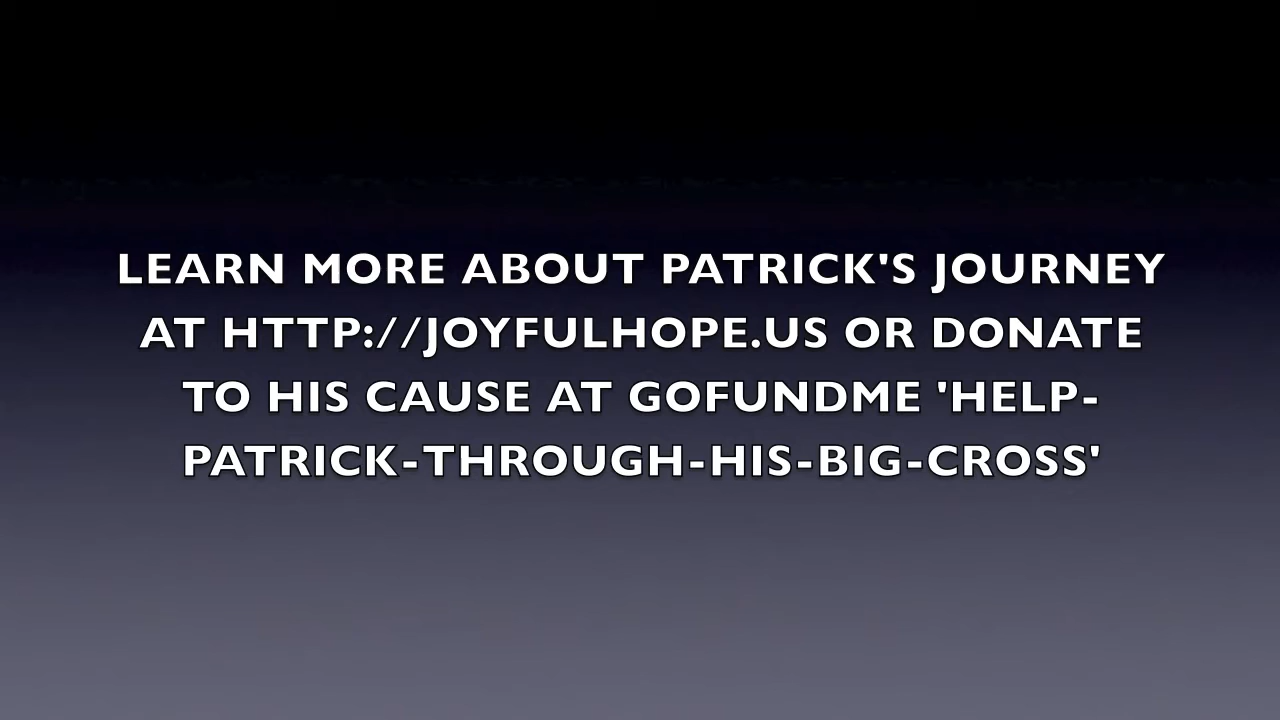 LEARN MORE ABOUT PATRICK'S JOURNEY
AT HTTP://JOYFULHOPE.US OR DONATE
TO HIS CAUSE AT GOFUNDME 'HELP-
PATRICK-THROUGH-HIS-BIG-CROSS'